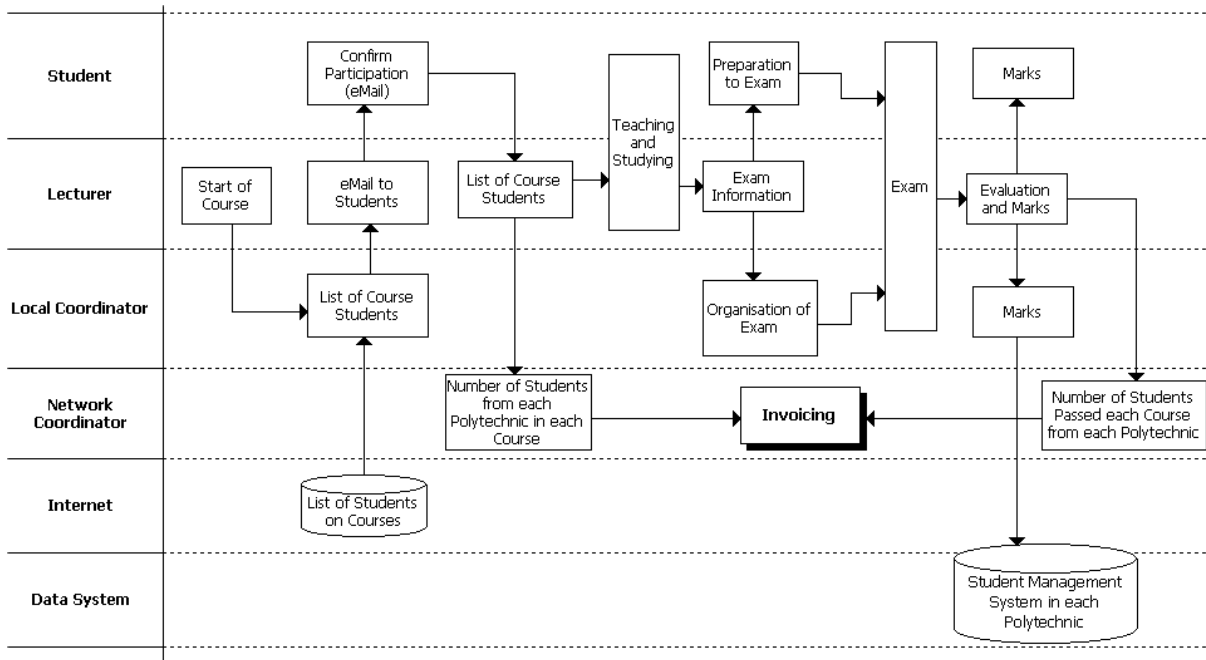 Student
Confirm
Participation
(eMail)
Preparation
to Exam
Marks
Teaching
and
Studying
Exam
Lecturer
Start of
Course
eMail to
Students
List of Course
Students
Exam
Information
Evaluation
and Marks
Local Coordinator
List of Course
Students
Organisation of
Exam
Marks
Network
Coordinator
Number of Students
from each
Polytechnic in each
Course
Invoicing
Number of Students
Passed each Course
from each Polytechnic
Internet
List of Students
on Courses
Data System
Student Management
System in each
Polytechnic